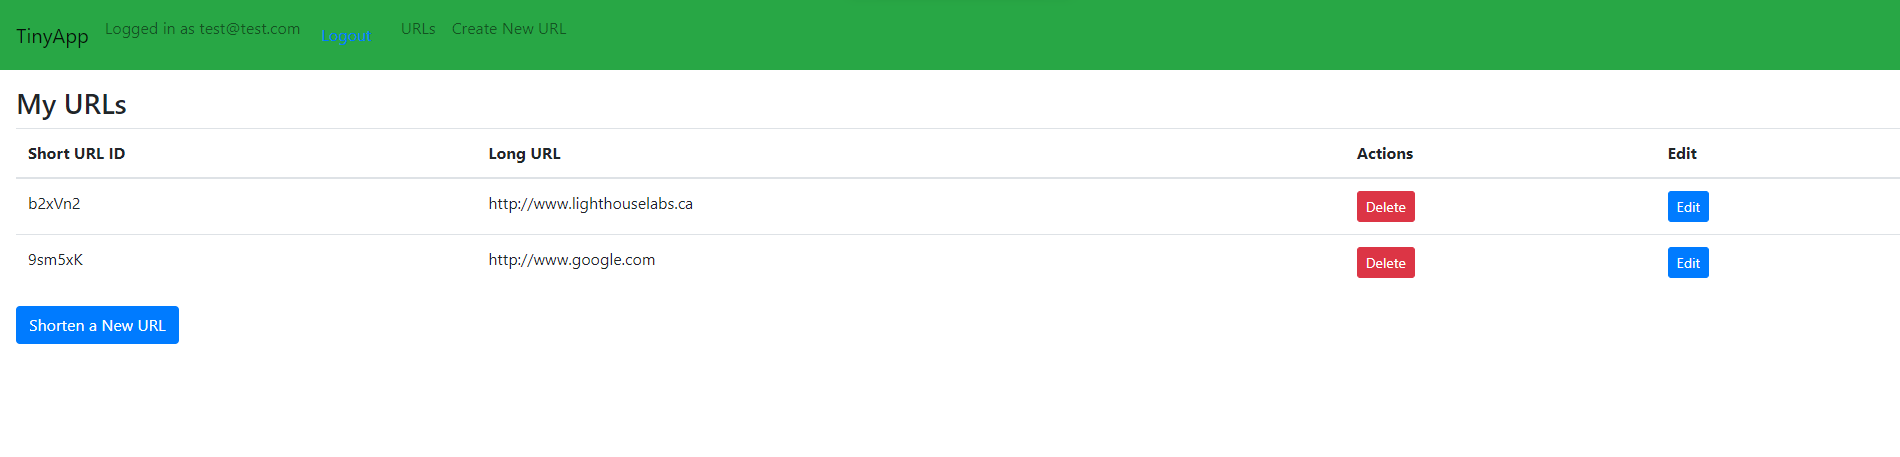 TinyApp Logged in as test@test.com Logout URLs Create New URL
My URLs
Short URL ID Long URL Actions Edit
b2xVn2 http://www.lighthouselabs.ca Delete Edit
9sm5xK http://www.google.com Delete Edit
Shorten a New URL